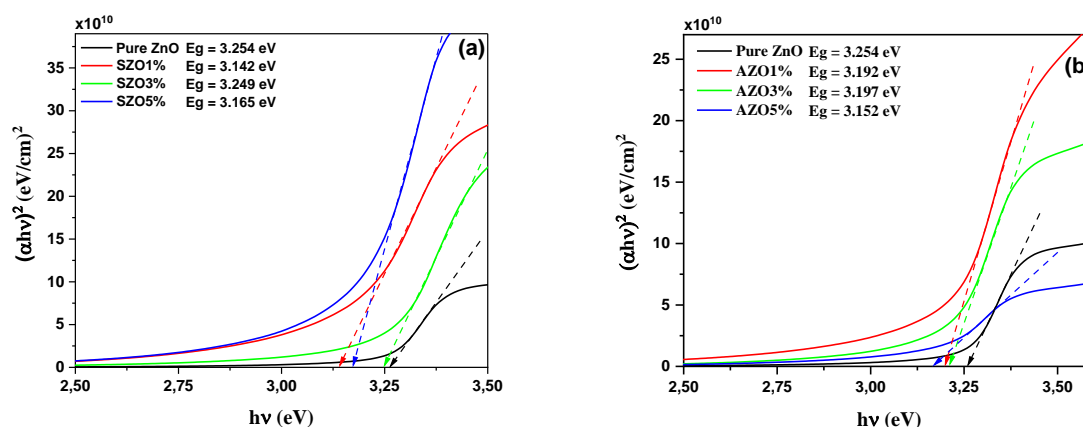 x10¹⁰
(a)
Pure ZnO Eg = 3.254 eV
SZO1% Eg = 3.142 eV
SZO3% Eg = 3.249 eV
SZO5% Eg = 3.165 eV
35
30
25
20
15
10
5
0
(αhν)² (eV/cm)²
2,50 2,75 3,00 3,25 3,50
hν (eV)
x10¹⁰
(b
Pure ZnO Eg = 3.254 eV
AZO1% Eg = 3.192 eV
AZO3% Eg = 3.197 eV
AZO5% Eg = 3.152 eV
25
20
15
10
5
0
(αhν)² (eV/cm)²
2,50 2,75 3,00 3,25 3,50
hν (eV)